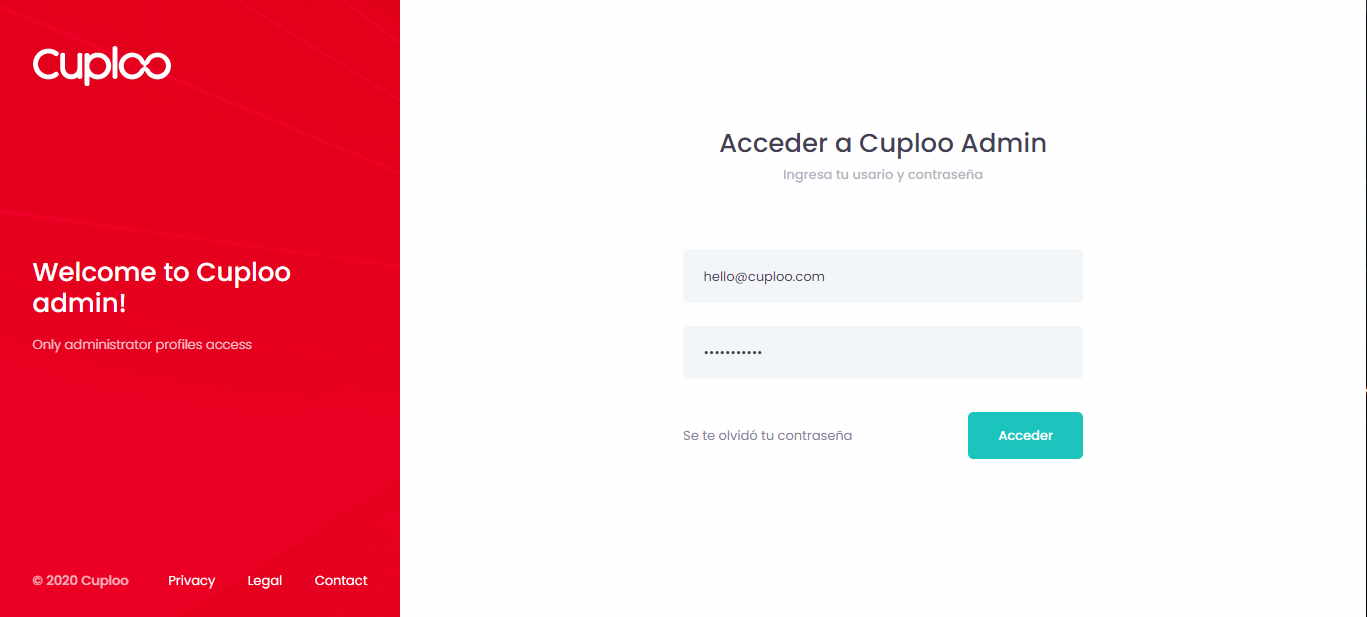 Cuploo
Welcome to Cuploo
admin!
Only administrator profiles access
© 2020 Cuploo
Privacy
Legal
Contact
Acceder a Cuploo Admin
Ingresa tu usario y contraseña
hello@cuploo.com
•••••••••••
Se te olvidó tu contraseña
Acceder